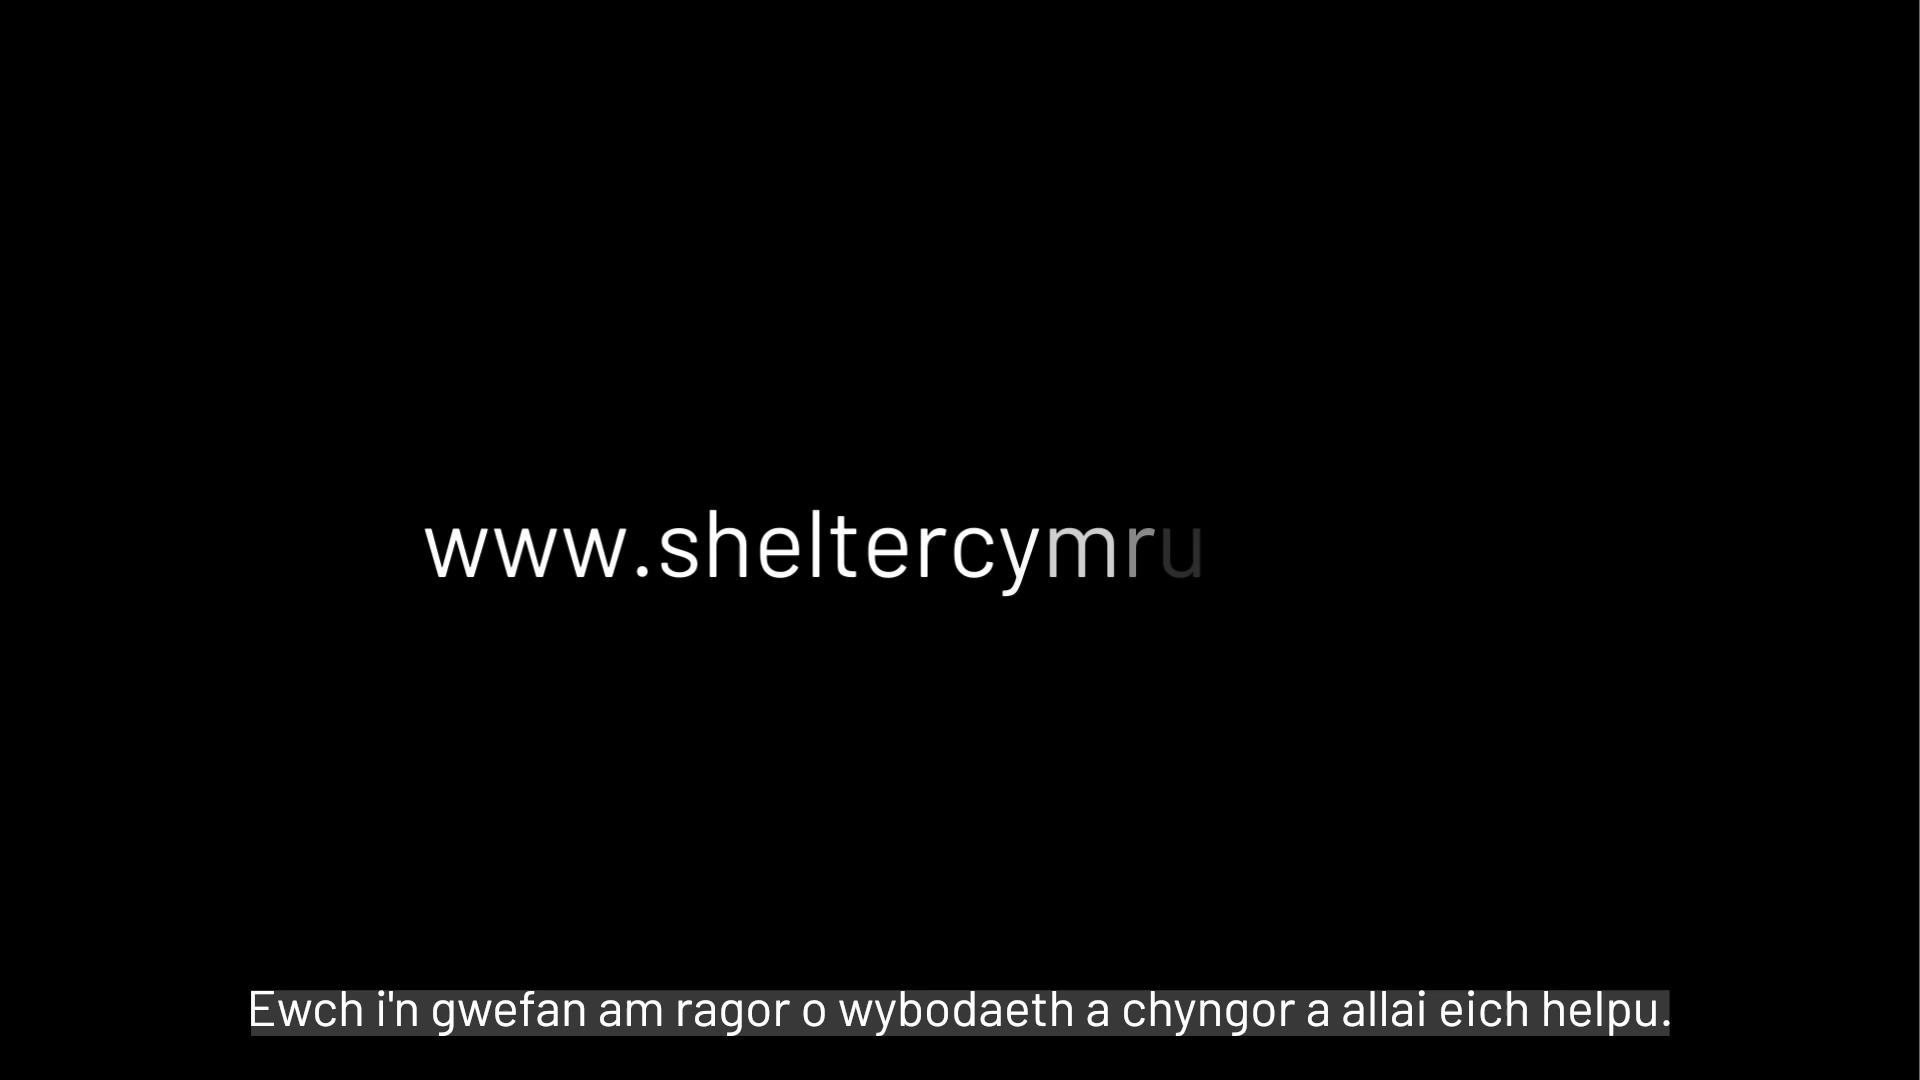 www.sheltercymru
Ewch i'n gwefan am ragor o wybodaeth a chyngor a allai eich helpu.